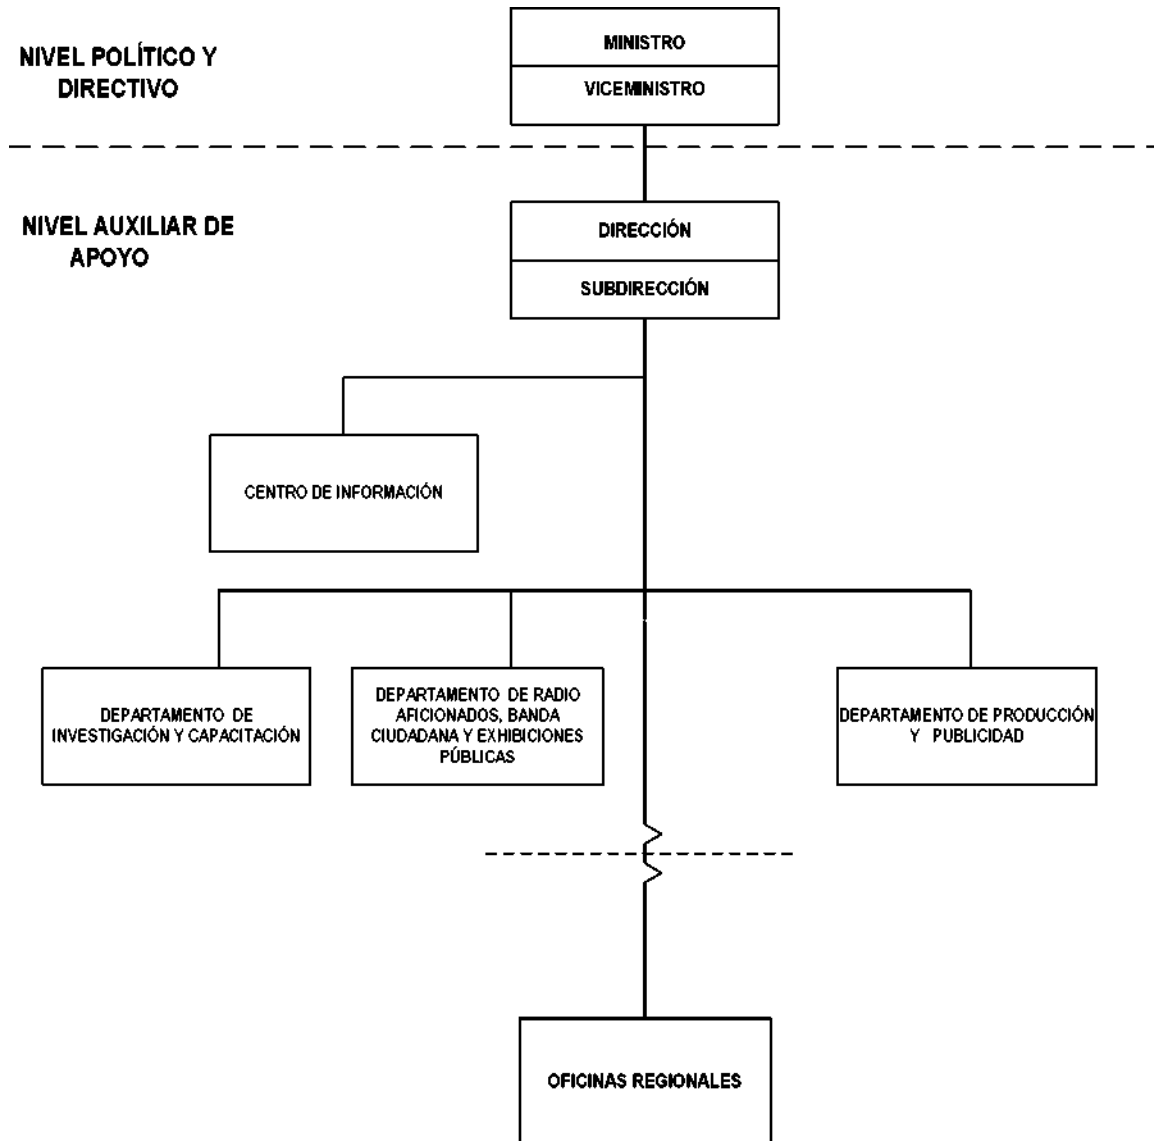 NIVEL POLÍTICO Y
DIRECTIVO
MINISTRO
VICEMINISTRO
NIVEL AUXILIAR DE
APOYO
DIRECCIÓN
SUBDIRECCIÓN
CENTRO DE INFORMACIÓN
DEPARTAMENTO DE
INVESTIGACIÓN Y CAPACITACIÓN
DEPARTAMENTO DE RADIO
AFICIONADOS, BANDA
CIUDADANA Y EXHIBICIONES
PÚBLICAS
DEPARTAMENTO DE PRODUCCIÓN
Y PUBLICIDAD
OFICINAS REGIONALES